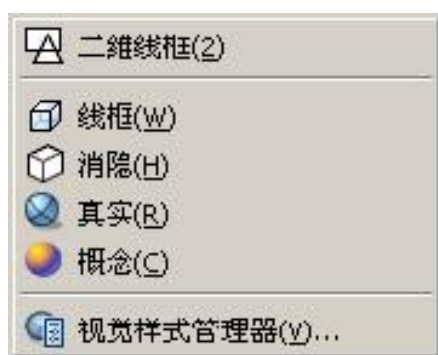 二维线框(2)
线框(W)
消隐(H)
真实(R)
概念(C)
视觉样式管理器(V)...